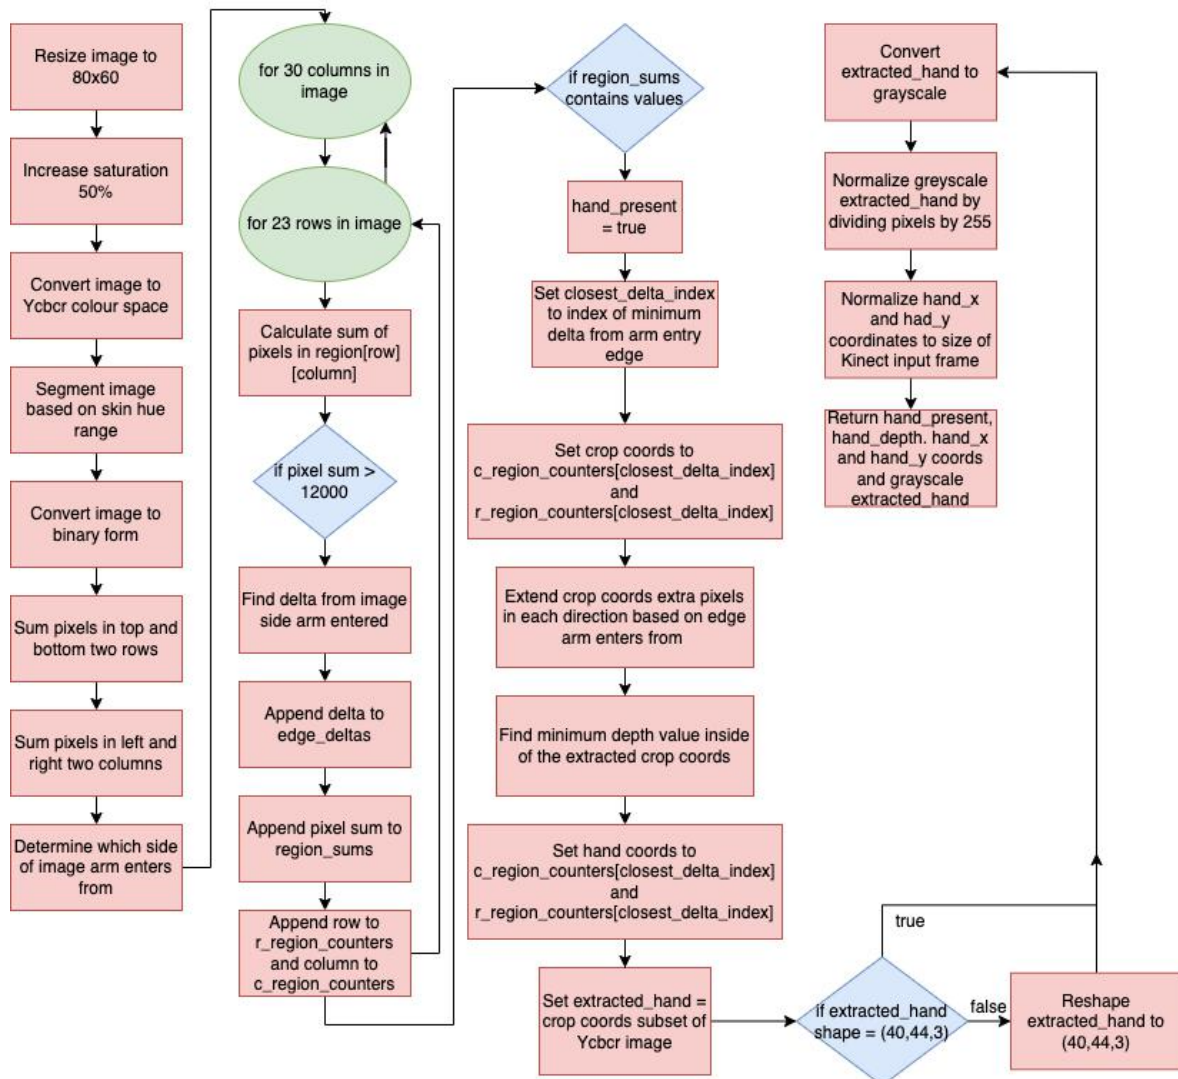 Resize image to
80x60
Increase saturation
50%
Convert image to
Ycbcr colour space
Segment image
based on skin hue
range
Convert image to
binary form
Sum pixels in top and
bottom two rows
Sum pixels in left and
right two columns
Determine which side
of image arm enters
from
for 30 columns in
image
for 23 rows in image
Calculate sum of
pixels in region[row]
[column]
if pixel sum >
12000
Find delta from image
side arm entered
Append delta to
edge_deltas
Append pixel sum to
region_sums
Append row to
r_region_counters
and column to
c_region_counters
if region_sums
contains values
hand_present
= true
Set closest_delta_index
to index of minimum
delta from arm entry
edge
Set crop coords to
c_region_counters[closest_delta_index]
and
r_region_counters[closest_delta_index]
Extend crop coords extra pixels
in each direction based on edge
arm enters from
Find minimum depth value inside
of the extracted crop coords
Set hand coords to
c_region_counters[closest_delta_index]
and
r_region_counters[closest_delta_index]
Set extracted_hand =
crop coords subset of
Ycbcr image
if extracted_hand
shape = (40,44,3)
true
false
Reshape
extracted_hand to
(40,44,3)
Convert
extracted_hand to
grayscale
Normalize greyscale
extracted_hand by
dividing pixels by 255
Normalize hand_x
and had_y
coordinates to size of
Kinect input frame
Return hand_present,
hand_depth. hand_x
and hand_y coords
and grayscale
extracted_hand